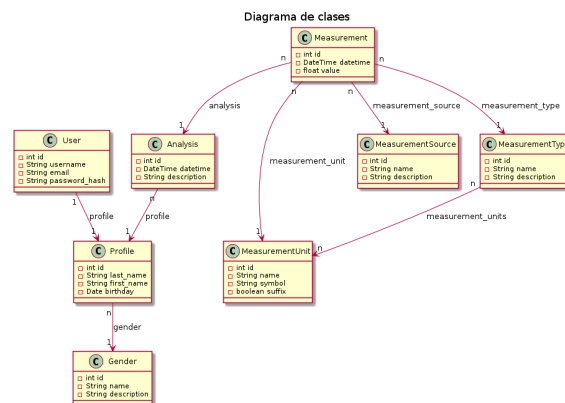 Diagrama de clases
C Measurement
int id
DateTime datetime
float value
n
n
n
n
analysis
measurement_source
measurement_type
1
1
1
C User
int id
String username
String email
String password_hash
C Analysis
int id
DateTime datetime
String description
C MeasurementSource
int id
String name
String description
C MeasurementTyp
int id
String name
String description
measurement_unit
1
n
n
profile
profile
measurement_units
1
1
1
n
C Profile
int id
String last_name
String first_name
Date birthday
C MeasurementUnit
int id
String name
String symbol
boolean suffix
n
gender
1
C Gender
int id
String name
String description